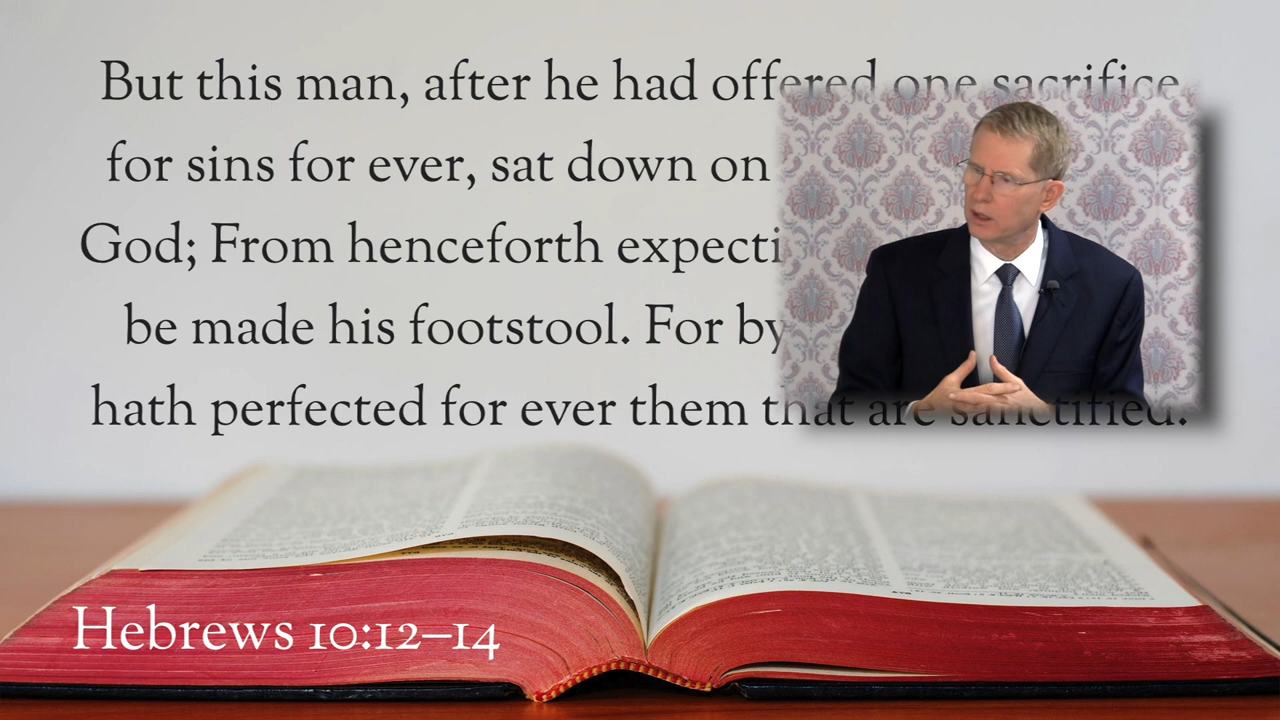 But this man, after he had offered one sacrifice
for sins for ever, sat down on
God; From henceforth expecti
be made his footstool. For by
hath perfected for ever them that are sanctified.
Hebrews 10:12–14